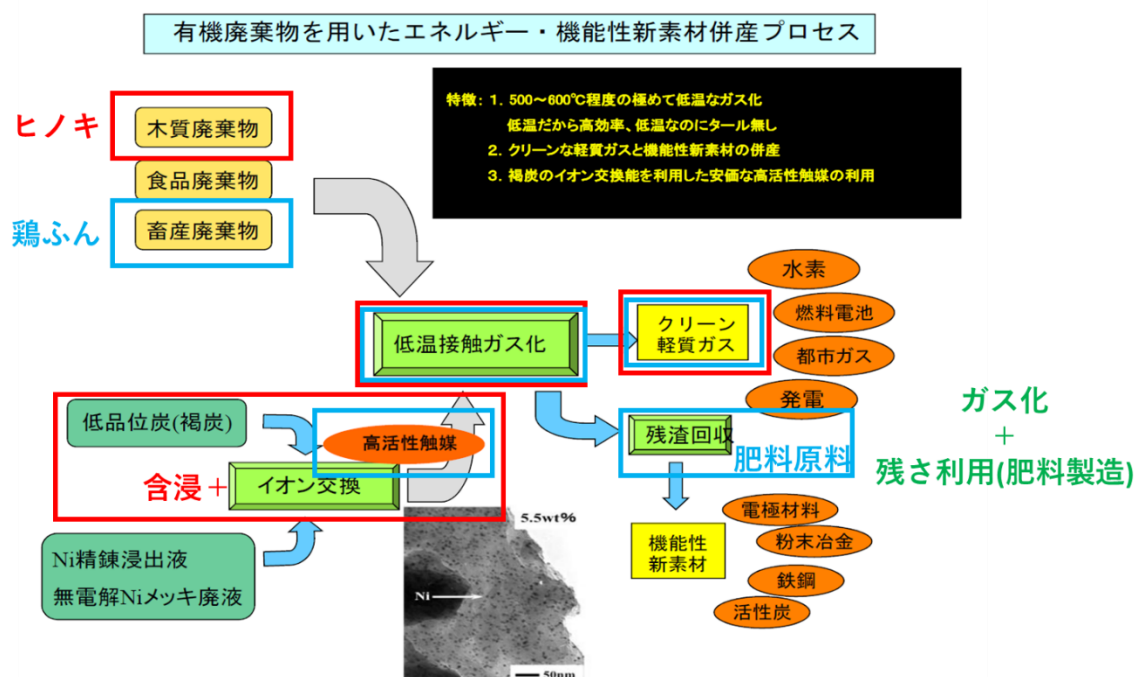 有機廃棄物を用いたエネルギー・機能性新素材併産プロセス
特徴: 1. 500～600℃程度の極めて低温なガス化
低温だから高効率、低温なのにタール無し
2. クリーンな軽質ガスと機能性新素材の併産
3. 褐炭のイオン交換能を利用した安価な高活性触媒の利用
ヒノキ
木質廃棄物
食品廃棄物
鶏ふん
畜産廃棄物
低温接触ガス化
クリーン
軽質ガス
水素
燃料電池
都市ガス
発電
低品位炭(褐炭)
高活性触媒
含浸+
イオン交換
残渣回収
肥料原料
ガス化
+
残さ利用(肥料製造)
Ni精錬浸出液
無電解Niメッキ廃液
5.5wt%
Ni
50nm
機能性
新素材
電極材料
粉末冶金
鉄鋼
活性炭